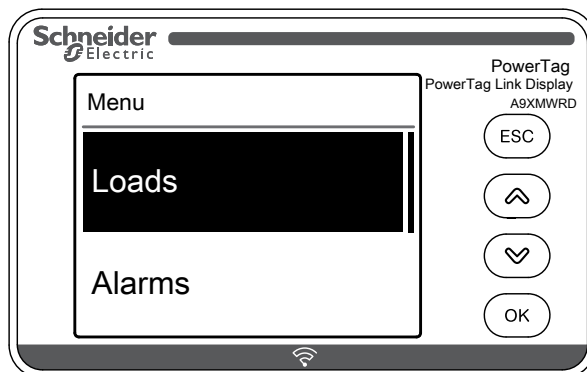 Schneider
Electric
PowerTag
PowerTag Link Display
A9XMWRD
Menu
Loads
Alarms
ESC
OK